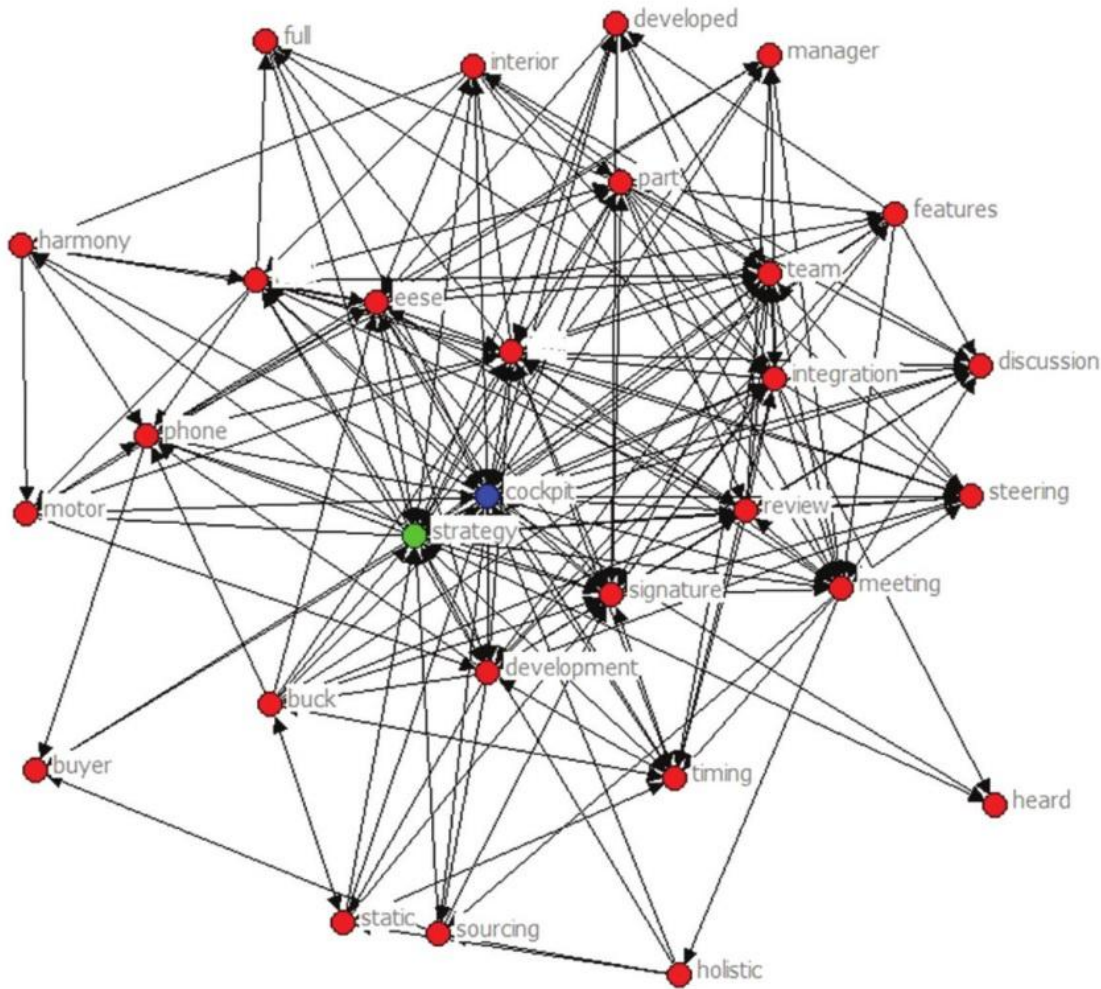 developed
full
manager
interior
part
features
harmony
team
eese
discussion
integration
phone
cockpit
steering
motor
review
strategy
meeting
signature
development
buck
buyer
timing
heard
static
sourcing
holistic